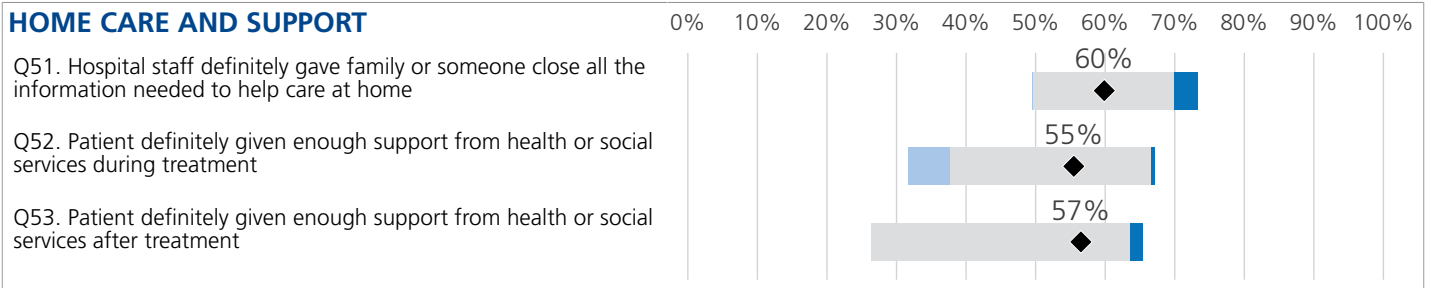 HOME CARE AND SUPPORT
0% 10% 20% 30% 40% 50% 60% 70% 80% 90% 100%
Q51. Hospital staff definitely gave family or someone close all the
information needed to help care at home
60%
Q52. Patient definitely given enough support from health or social
services during treatment
55%
Q53. Patient definitely given enough support from health or social
services after treatment
57%